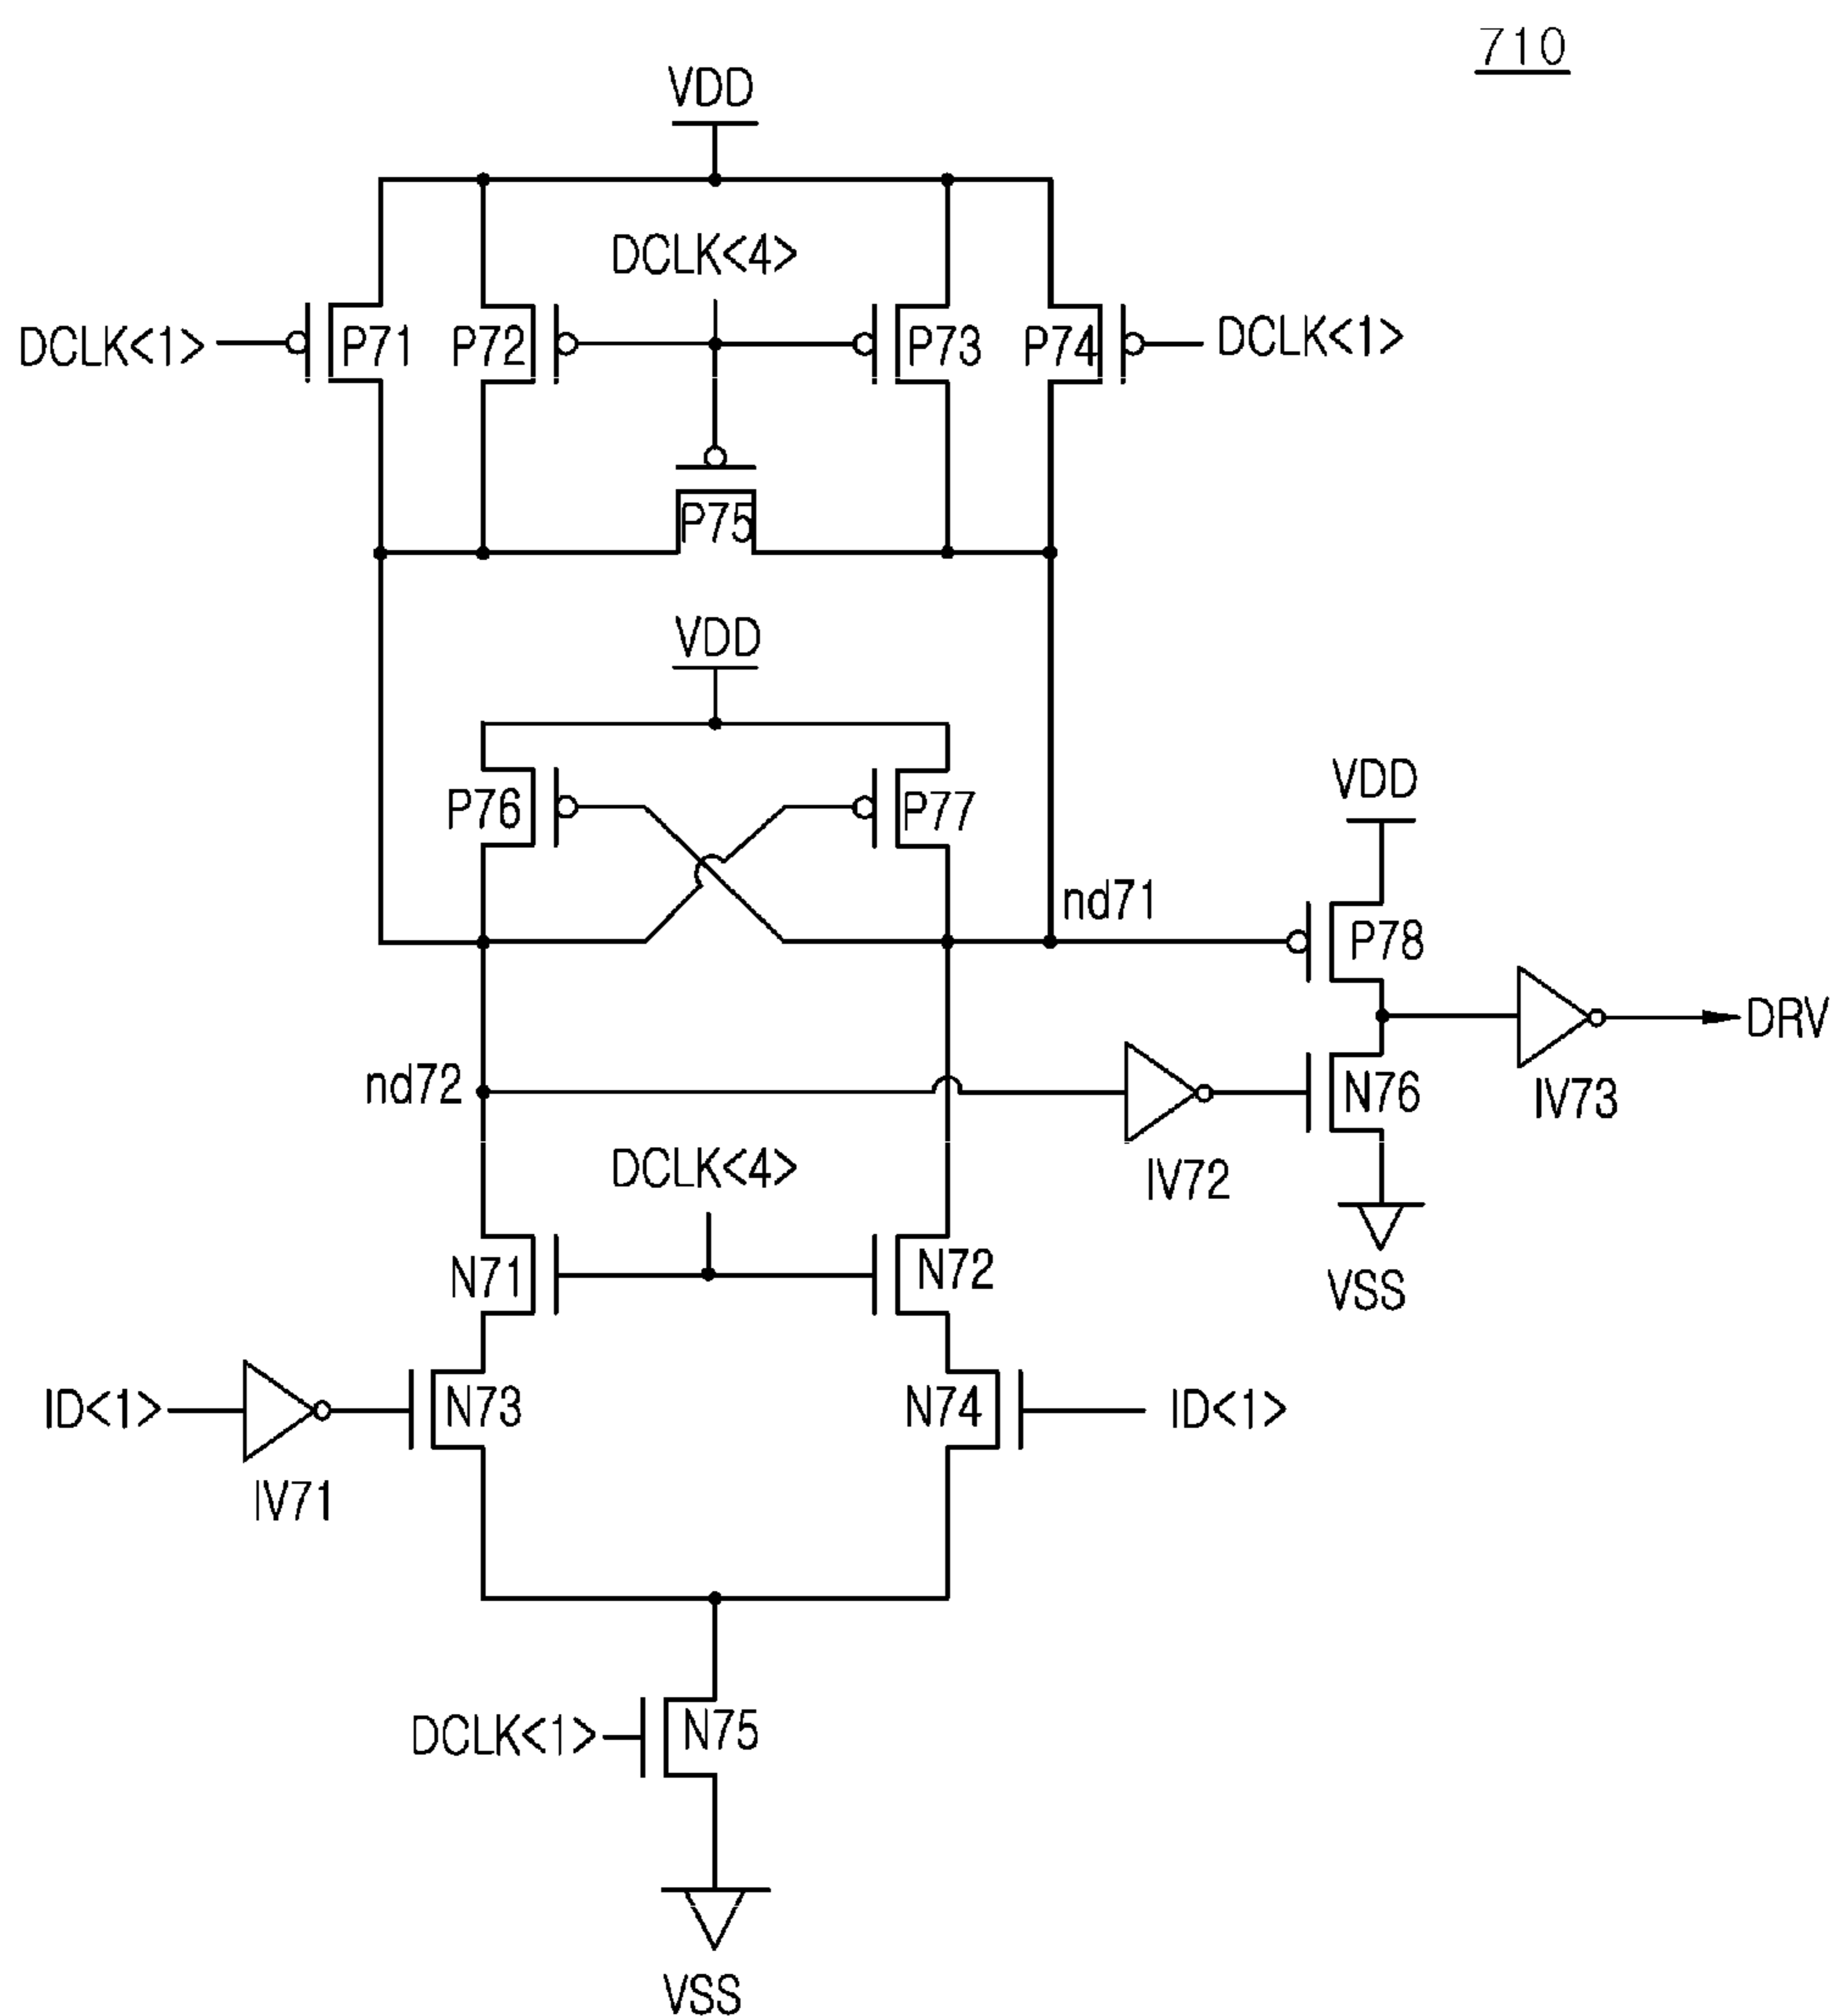 710
VDD
DCLK<4>
DCLK<1> P71 P72 P73 P74 DCLK<1>
P75
VDD
P76 P77
VDD
nd71
P78
DRV
nd72
N76
IV73
IV72
DCLK<4>
N71 N72
VSS
ID<1> N73 N74 ID<1>
IV71
DCLK<1> N75
VSS